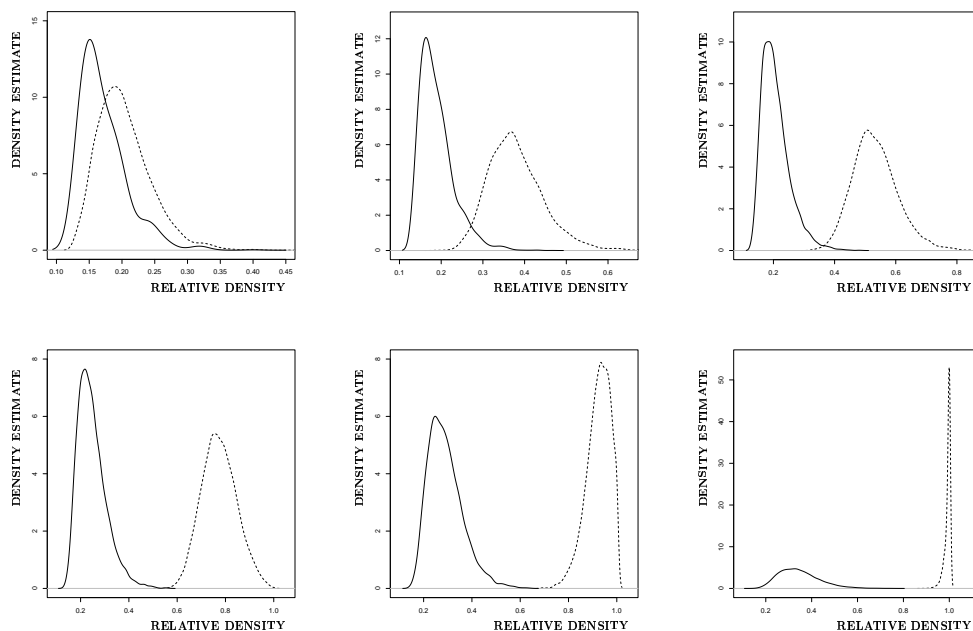 DENSITY ESTIMATE
0 5 10 15
0.10 0.15 0.20 0.25 0.30 0.35 0.40 0.45
RELATIVE DENSITY
DENSITY ESTIMATE
0 2 4 6 8 10 12
0.1 0.2 0.3 0.4 0.5 0.6
RELATIVE DENSITY
DENSITY ESTIMATE
0 2 4 6 8 10
0.2 0.4 0.6 0.8
RELATIVE DENSITY
DENSITY ESTIMATE
0 2 4 6 8
0.2 0.4 0.6 0.8 1.0
RELATIVE DENSITY
DENSITY ESTIMATE
0 2 4 6 8
0.2 0.4 0.6 0.8 1.0
RELATIVE DENSITY
DENSITY ESTIMATE
0 10 20 30 40 50
0.2 0.4 0.6 0.8 1.0
RELATIVE DENSITY